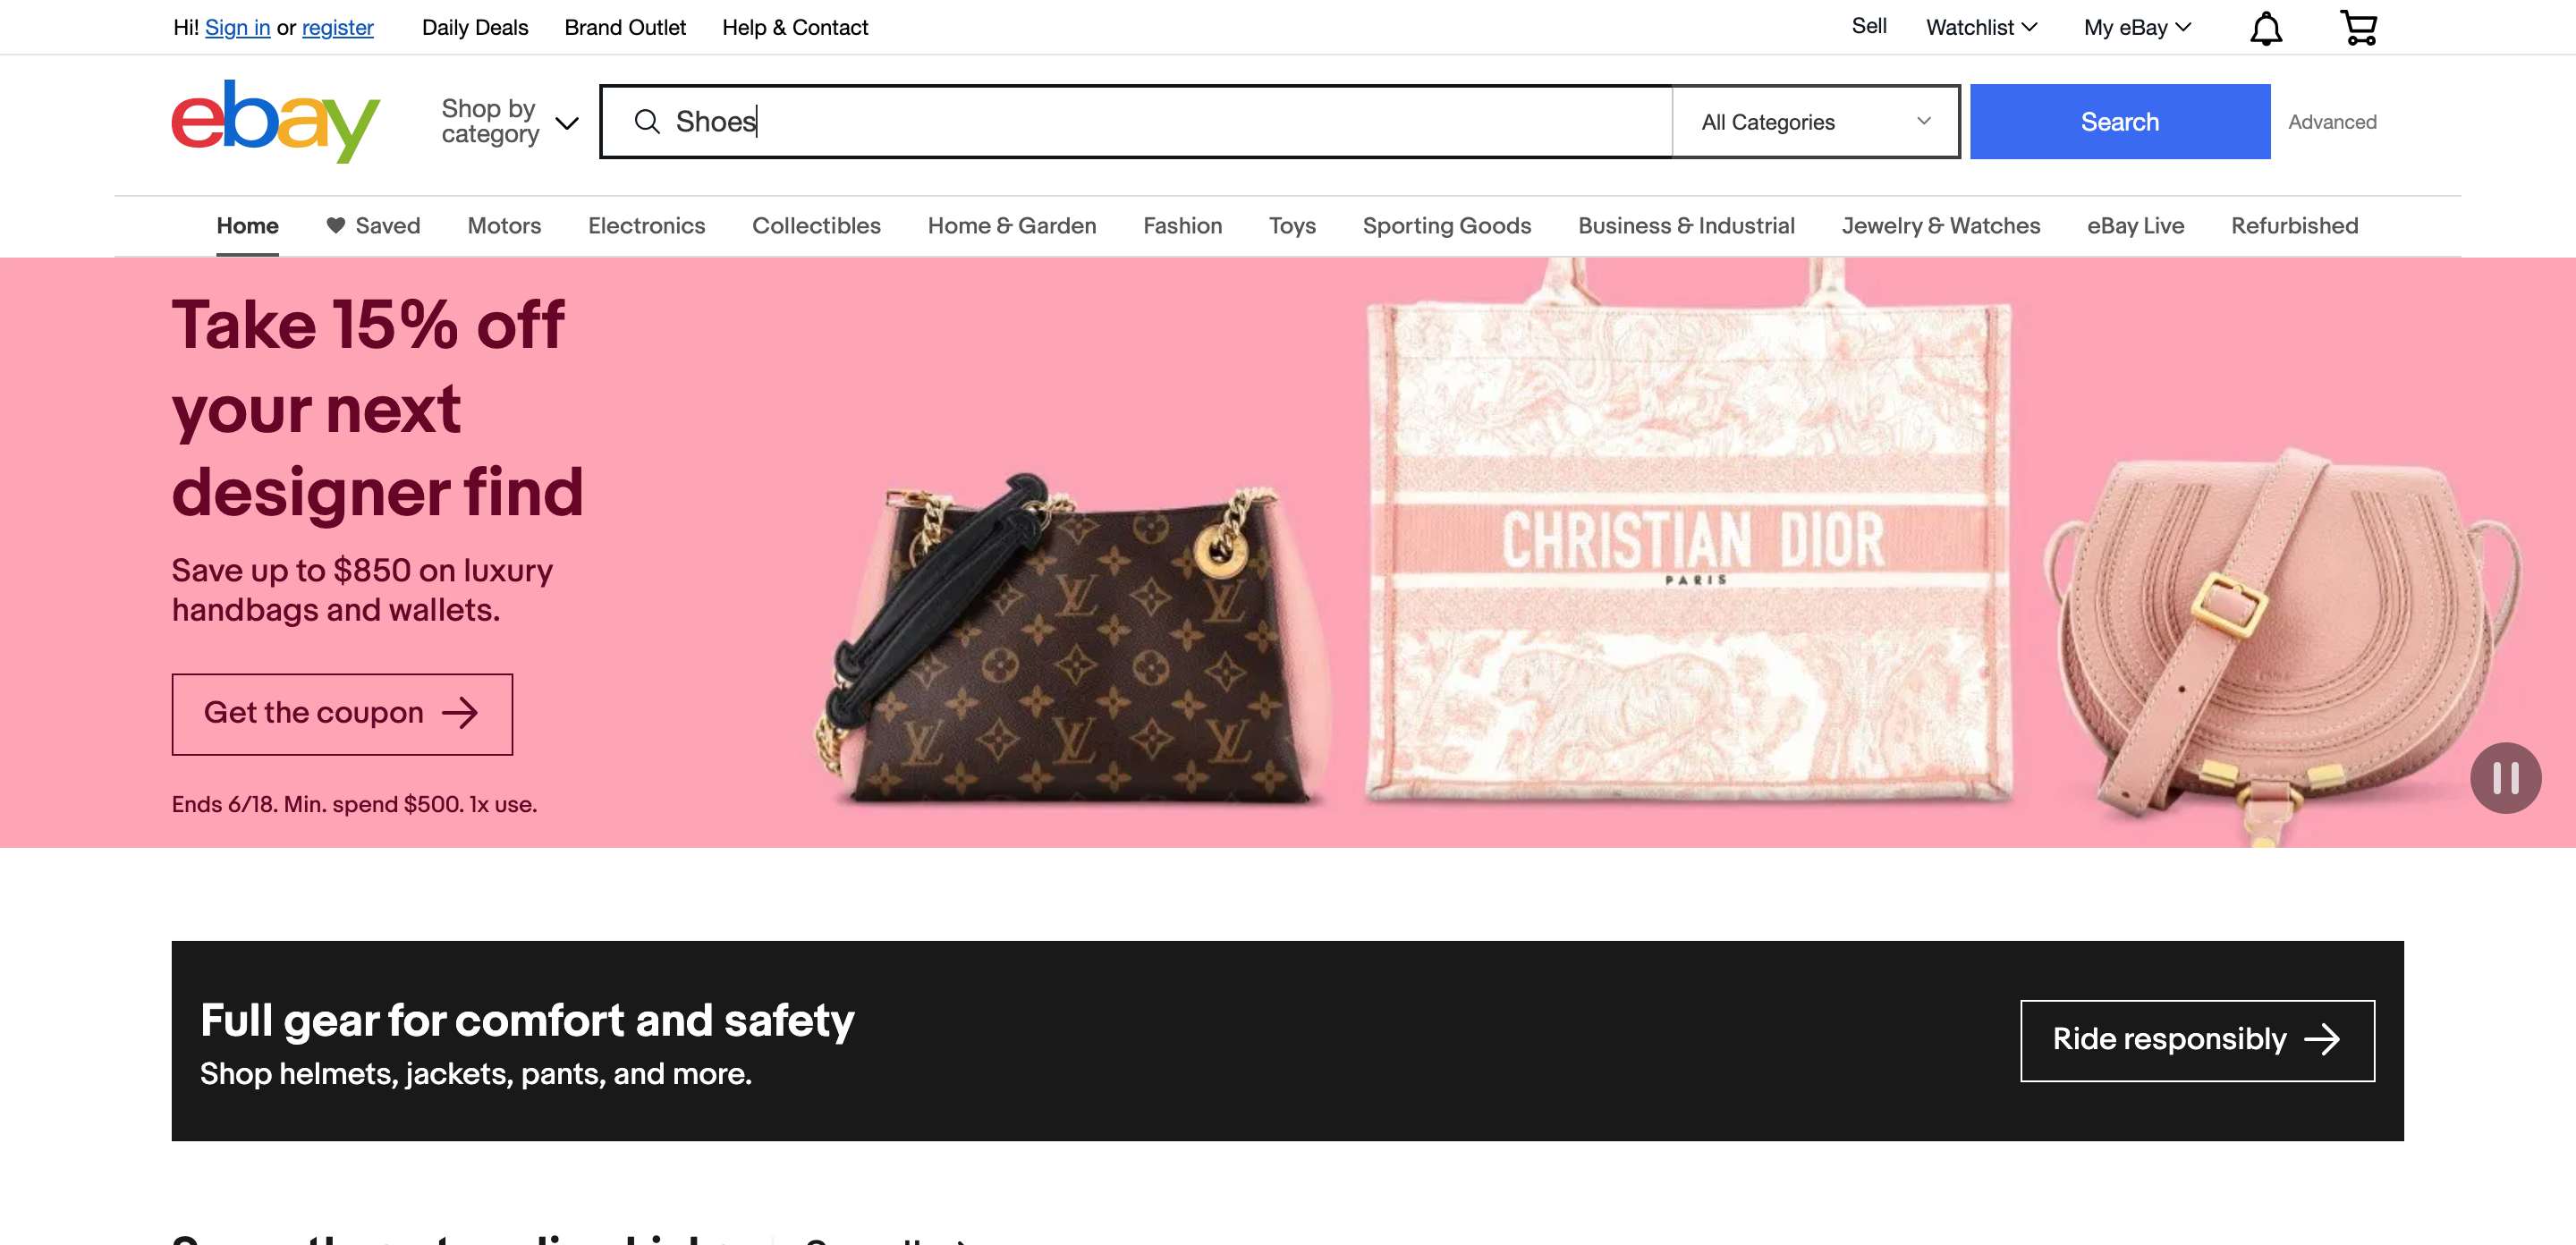 Hi! Sign in or register Daily Deals Brand Outlet Help & Contact Sell Watchlist My eBay
ebay
Shop by
category
Shoes All Categories Search Advanced
Home Saved Motors Electronics Collectibles Home & Garden Fashion Toys Sporting Goods Business & Industrial Jewelry & Watches eBay Live Refurbished
Take 15% off
your next
designer find
Save up to $850 on luxury
handbags and wallets.
Get the coupon
Ends 6/18. Min. spend $500. 1x use.
CHRISTIAN DIOR
PARIS
Full gear for comfort and safety
Shop helmets, jackets, pants, and more.
Ride responsibly